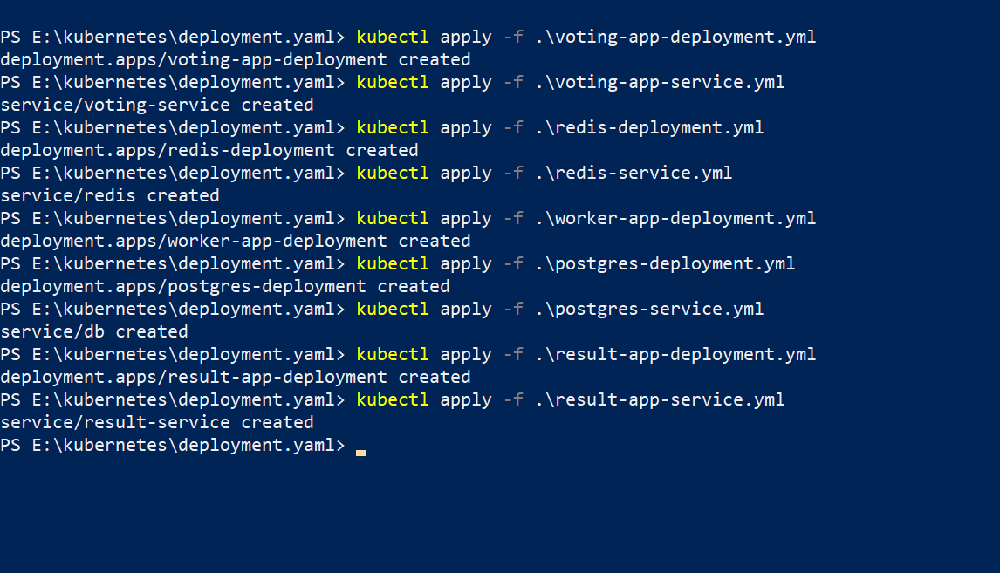 PS E:\kubernetes\deployment.yaml> kubectl apply -f .\voting-app-deployment.yml
deployment.apps/voting-app-deployment created
PS E:\kubernetes\deployment.yaml> kubectl apply -f .\voting-app-service.yml
service/voting-service created
PS E:\kubernetes\deployment.yaml> kubectl apply -f .\redis-deployment.yml
deployment.apps/redis-deployment created
PS E:\kubernetes\deployment.yaml> kubectl apply -f .\redis-service.yml
service/redis created
PS E:\kubernetes\deployment.yaml> kubectl apply -f .\worker-app-deployment.yml
deployment.apps/worker-app-deployment created
PS E:\kubernetes\deployment.yaml> kubectl apply -f .\postgres-deployment.yml
deployment.apps/postgres-deployment created
PS E:\kubernetes\deployment.yaml> kubectl apply -f .\postgres-service.yml
service/db created
PS E:\kubernetes\deployment.yaml> kubectl apply -f .\result-app-deployment.yml
deployment.apps/result-app-deployment created
PS E:\kubernetes\deployment.yaml> kubectl apply -f .\result-app-service.yml
service/result-service created
PS E:\kubernetes\deployment.yaml>